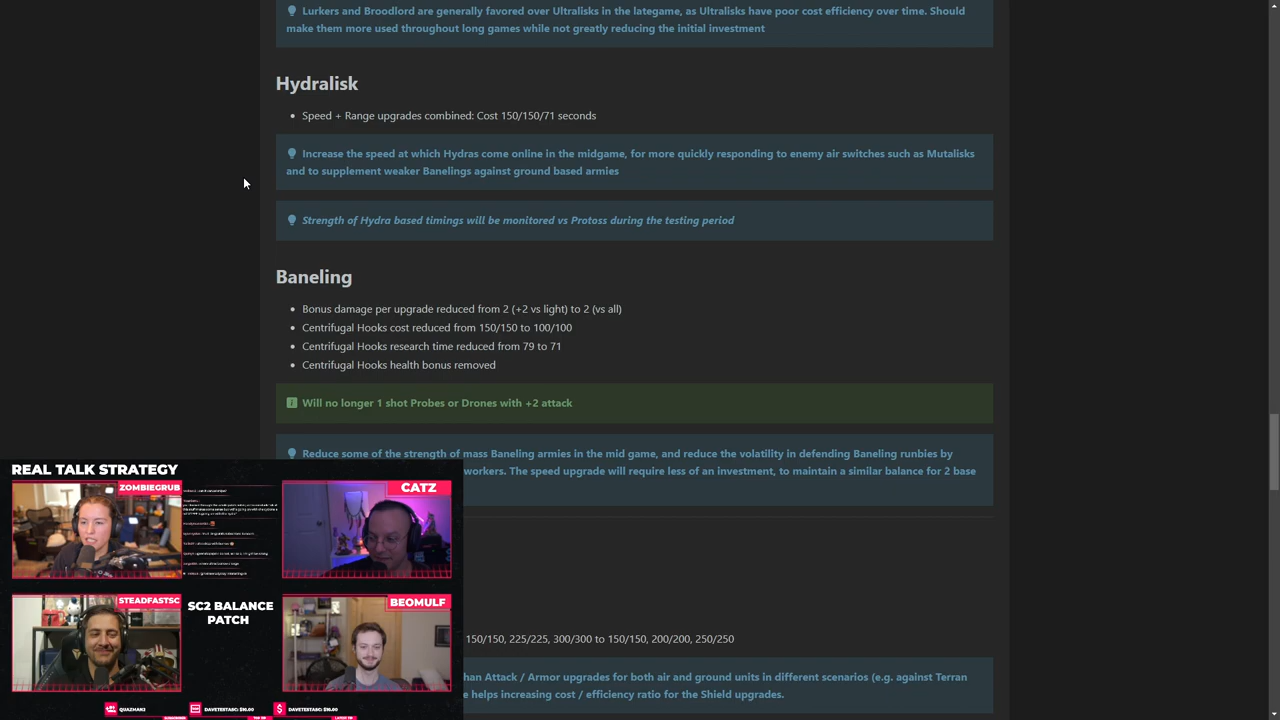 Lurkers and Broodlord are generally favored over Ultralisks in the lategame, as Ultralisks have poor cost efficiency over time. Should
make them more used throughout long games while not greatly reducing the initial investment
Hydralisk
Speed + Range upgrades combined: Cost 150/150/71 seconds
Increase the speed at which Hydras come online in the midgame, for more quickly responding to enemy air switches such as Mutalisks
and to supplement weaker Banelings against ground based armies
Strength of Hydra based timings will be monitored vs Protoss during the testing period
Baneling
Bonus damage per upgrade reduced from 2 (+2 vs light) to 2 (vs all)
Centrifugal Hooks cost reduced from 150/150 to 100/100
Centrifugal Hooks research time reduced from 79 to 71
Centrifugal Hooks health bonus removed
Will no longer 1 shot Probes or Drones with +2 attack
Reduce some of the strength of mass Baneling armies in the mid game, and reduce the volatility in defending Baneling runbies by
workers. The speed upgrade will require less of an investment, to maintain a similar balance for 2 base
150/150, 225/225, 300/300 to 150/150, 200/200, 250/250
han Attack / Armor upgrades for both air and ground units in different scenarios (e.g. against Terran
e helps increasing cost / efficiency ratio for the Shield upgrades.
REAL TALK STRATEGY
ZOMBIEGRUB
CATZ
STEADFASTSC
SC2 BALANCE
PATCH
BEOMULF
QUAZMAN2
DAVETESTASC: $16.00
DAVETESTASC: $16.00